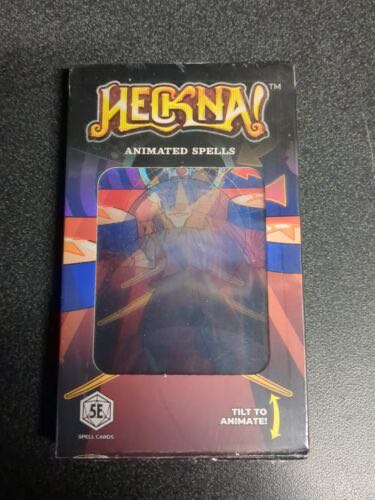 HECKNA!™
ANIMATED SPELLS
5E
SPELL CARDS
TILT TO
ANIMATE!